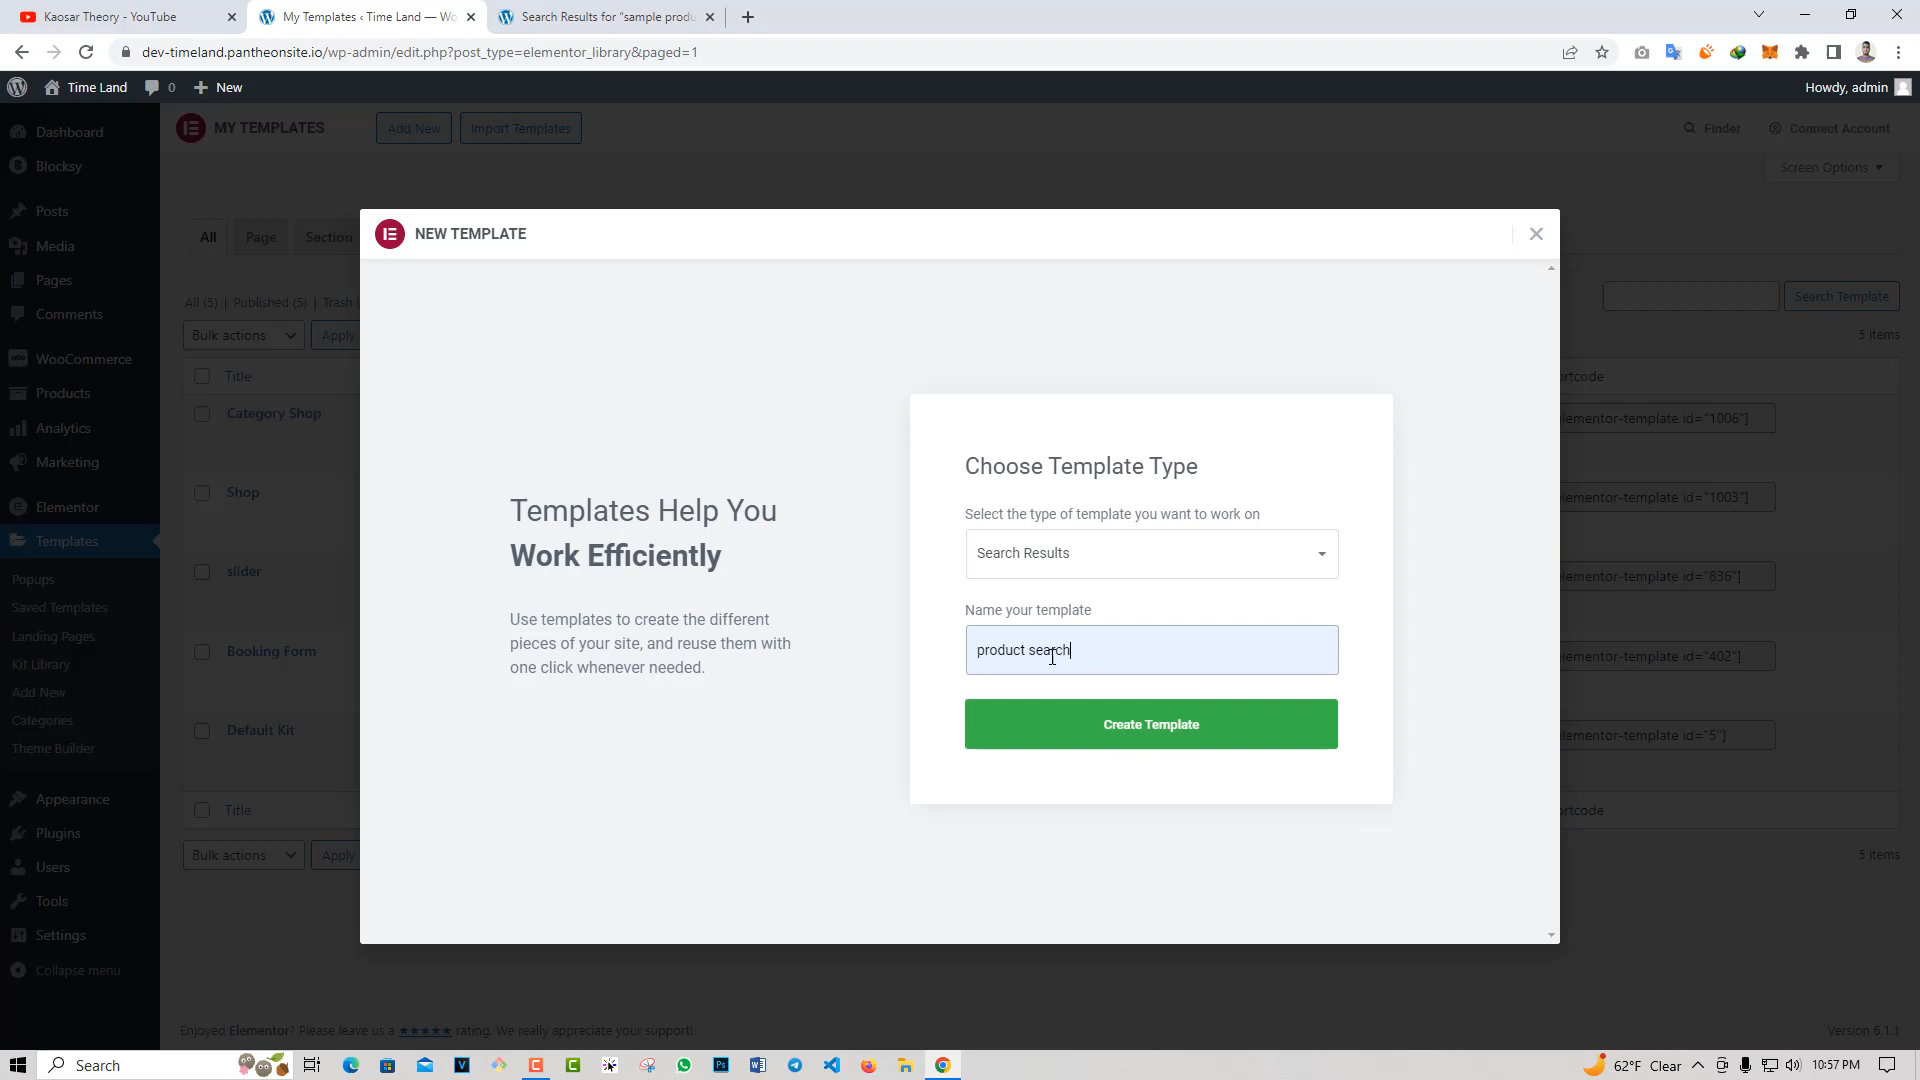 Kaosar Theory - YouTube
My Templates ‹ Time Land — Wo
Search Results for "sample produ
dev-timeland.pantheonsite.io/wp-admin/edit.php?post_type=elementor_library&paged=1
Time Land
0
New
Howdy, admin
Dashboard
Blocksy
Posts
Media
Pages
Comments
WooCommerce
Products
Analytics
Marketing
Elementor
Templates
Popups
Saved Templates
Landing Pages
Kit Library
Add New
Categories
Theme Builder
Appearance
Plugins
Users
Tools
Settings
Collapse menu
MY TEMPLATES
Add New
Import Templates
Finder
Connect Account
Screen Options
All
Page
Section
All (5) | Published (5) | Trash (
Search Template
Bulk actions
Apply
5 items
Title
ortcode
Category Shop
elementor-template id="1006"]
Shop
elementor-template id="1003"]
slider
elementor-template id="836"]
Booking Form
elementor-template id="402"]
Default Kit
elementor-template id="5"]
Title
ortcode
Bulk actions
Apply
5 items
NEW TEMPLATE
Templates Help You
Work Efficiently
Use templates to create the different
pieces of your site, and reuse them with
one click whenever needed.
Choose Template Type
Select the type of template you want to work on
Search Results
Name your template
product search
Create Template
Enjoyed Elementor? Please leave us a ★★★★★ rating. We really appreciate your support!
Version 6.1.1
Search
62°F Clear
10:57 PM